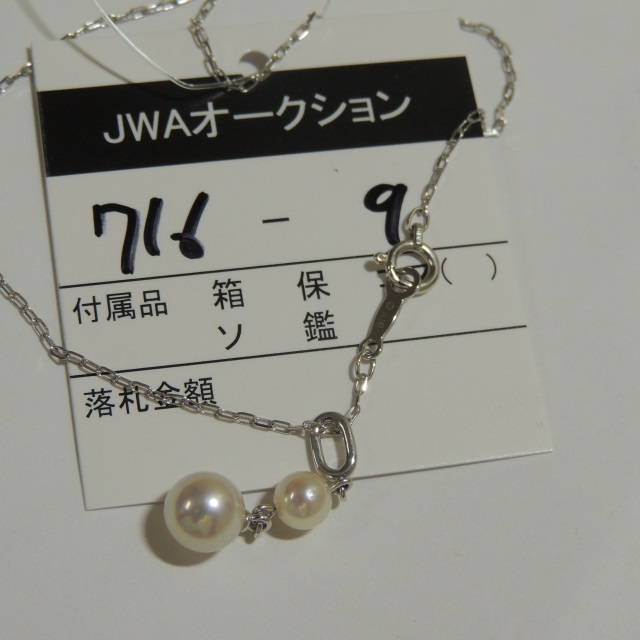 JWAオークション
716 - 9
付属品 箱 保 ( )
ソ 鑑
落札金額